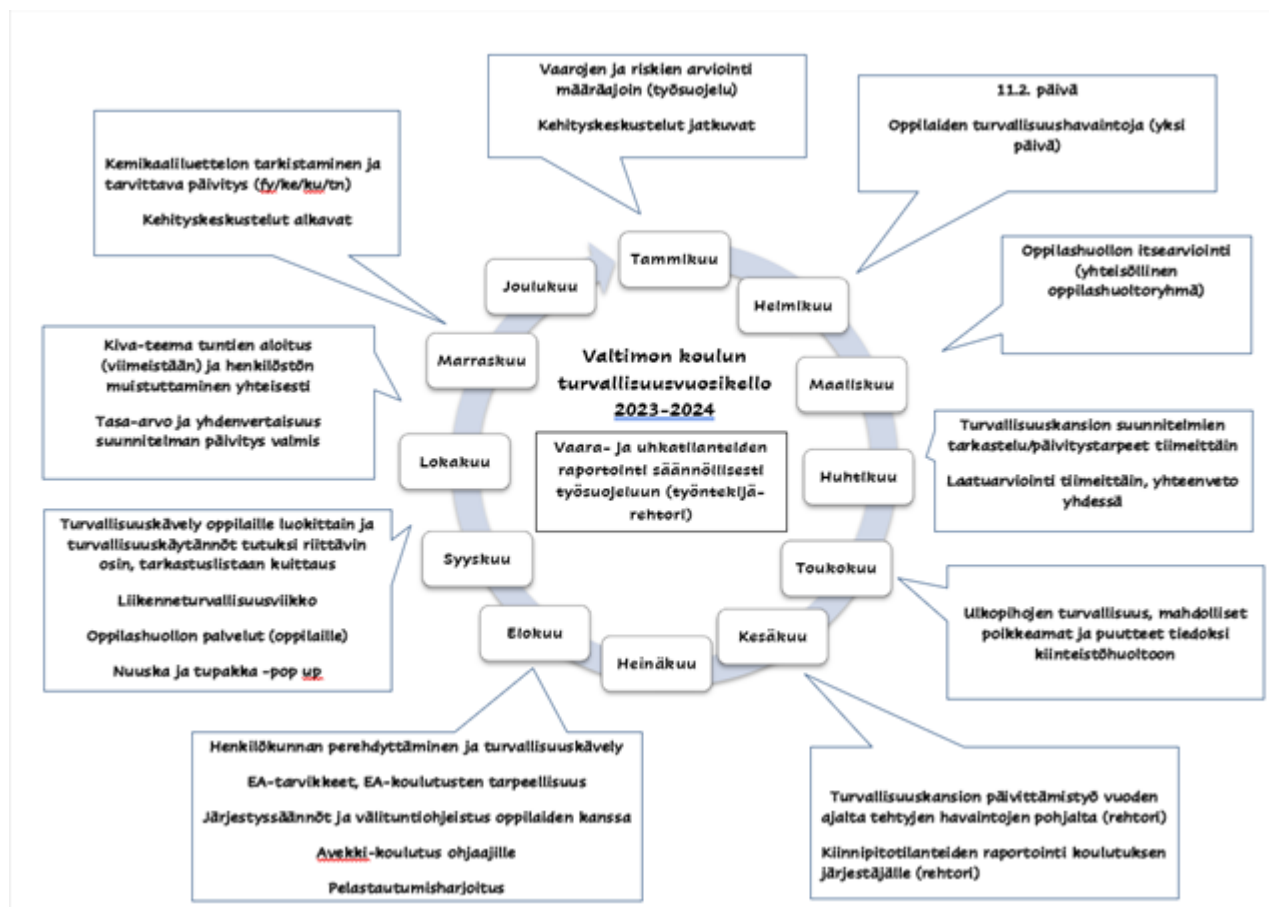 Vaarojen ja riskien arviointi
määräajoin (työsuojelu)
Kehityskeskustelut jatkuvat
11.2. päivä
Oppilaiden turvallisuushavaintoja (yksi
päivä)
Kemikaaliluettelon tarkistaminen ja
tarvittava päivitys (fy/ke/ku/tn)
Kehityskeskustelut alkavat
Oppilashuollon itsearviointi
(yhteisöllinen
oppilashuoltoryhmä)
Tammikuu
Helmikuu
Maaliskuu
Huhtikuu
Toukokuu
Kesäkuu
Heinäkuu
Elokuu
Syyskuu
Lokakuu
Marraskuu
Joulukuu
Valtimon koulun
turvallisuusvuosikello
2023-2024
Vaara- ja uhkatilanteiden
raportointi säännöllisesti
työsuojeluun (työntekijä-
rehtori)
Kiva-teema tuntien aloitus
(viimeistään) ja henkilöstön
muistuttaminen yhteisesti
Tasa-arvo ja yhdenvertaisuus
suunnitelman päivitys valmis
Turvallisuuskansion suunnitelmien
tarkastelu/päivitystarpeet tiimeittäin
Laatuarviointi tiimeittäin, yhteenveto
yhdessä
Turvallisuuskävely oppilaille luokittain ja
turvallisuuskäytännöt tutuksi riittävin
osin, tarkastuslistaan kuittaus
Liikenneturvallisuusviikko
Oppilashuollon palvelut (oppilaille)
Nuuska ja tupakka -pop up
Ulkopihojen turvallisuus, mahdolliset
poikkeamat ja puutteet tiedoksi
kiinteistöhuoltoon
Henkilökunnan perehdyttäminen ja turvallisuuskävely
EA-tarvikkeet, EA-koulutusten tarpeellisuus
Järjestyssäännöt ja välituntiohjeistus oppilaiden kanssa
Avekki-koulutus ohjaajille
Pelastautumisharjoitus
Turvallisuuskansion päivittämistyö vuoden
ajalta tehtyjen havaintojen pohjalta (rehtori)
Kiinnipitotilanteiden raportointi koulutuksen
järjestäjälle (rehtori)